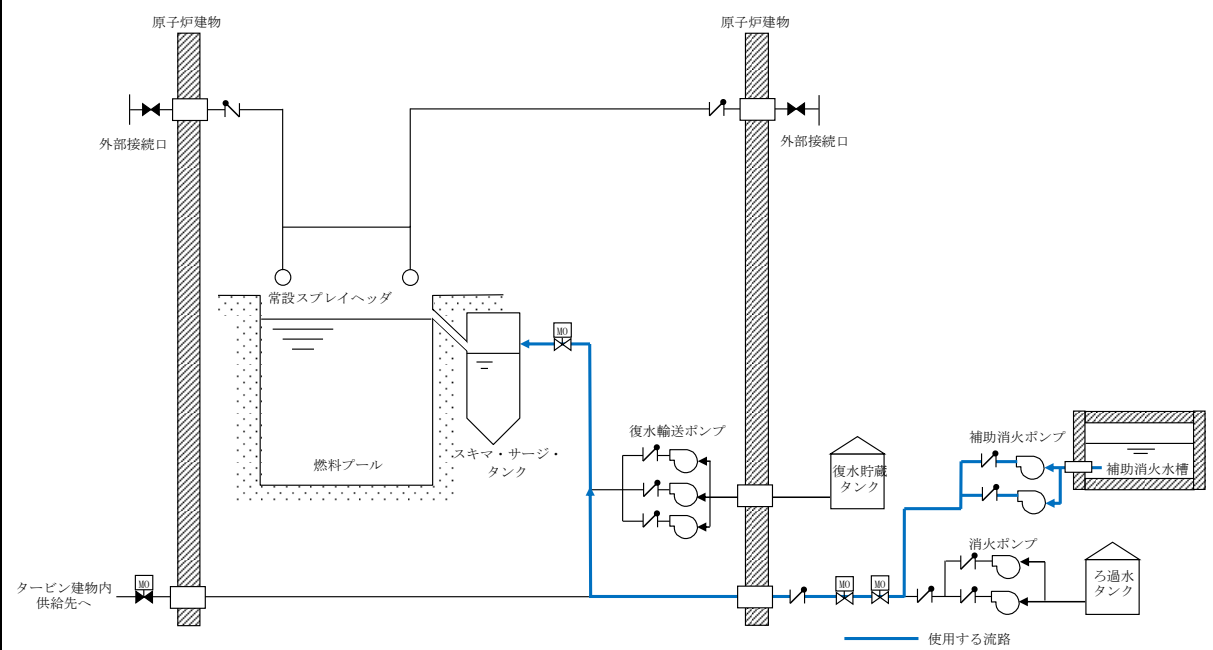 原子炉建物
原子炉建物
外部接続口
外部接続口
常設スプレイヘッダ
MO
復水輸送ポンプ
補助消火ポンプ
スキマ・サージ・
タンク
燃料プール
復水貯蔵
タンク
補助消火水槽
消火ポンプ
タービン建物内
供給先へ
MO
MO
MO
ろ過水
タンク
使用する流路